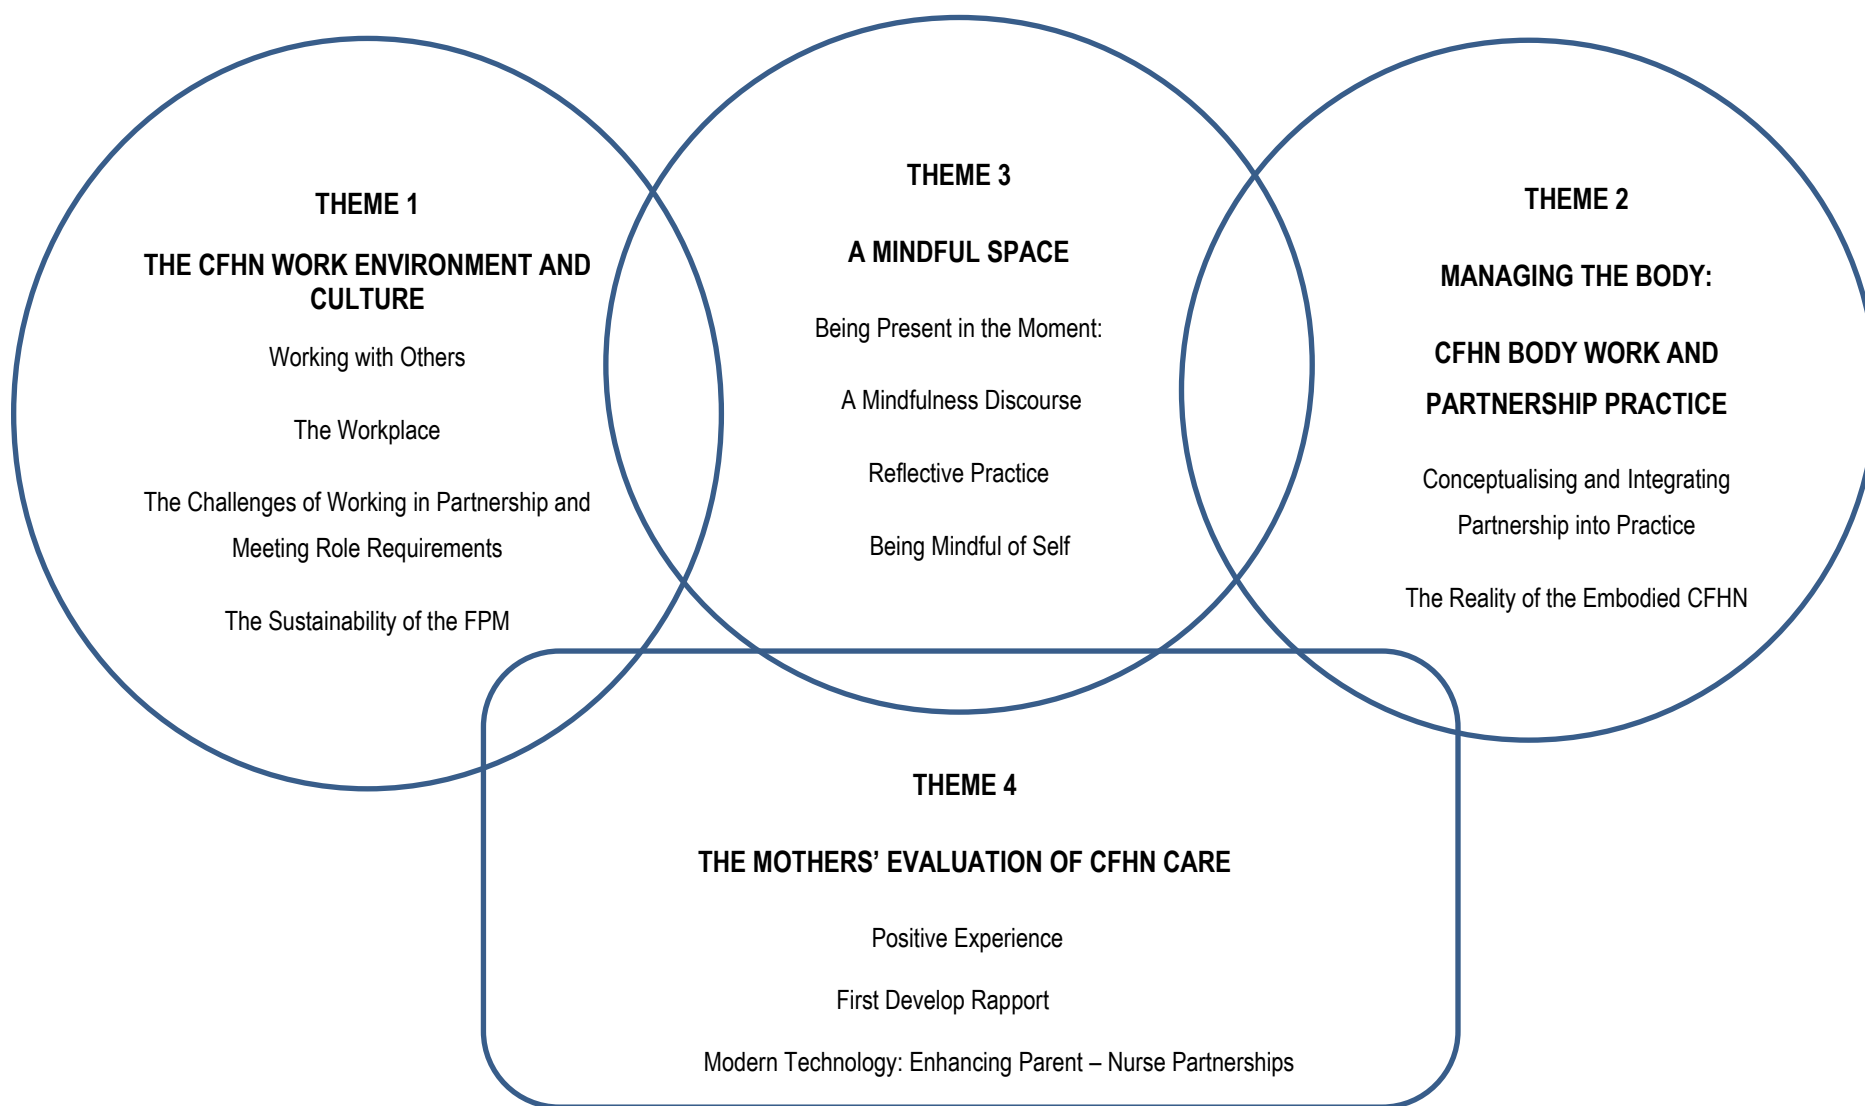 THEME 1
THE CFHN WORK ENVIRONMENT AND
CULTURE
Working with Others
The Workplace
The Challenges of Working in Partnership and
Meeting Role Requirements
The Sustainability of the FPM
THEME 3
A MINDFUL SPACE
Being Present in the Moment:
A Mindfulness Discourse
Reflective Practice
Being Mindful of Self
THEME 2
MANAGING THE BODY:
CFHN BODY WORK AND
PARTNERSHIP PRACTICE
Conceptualising and Integrating
Partnership into Practice
The Reality of the Embodied CFHN
THEME 4
THE MOTHERS’ EVALUATION OF CFHN CARE
Positive Experience
First Develop Rapport
Modern Technology: Enhancing Parent – Nurse Partnerships